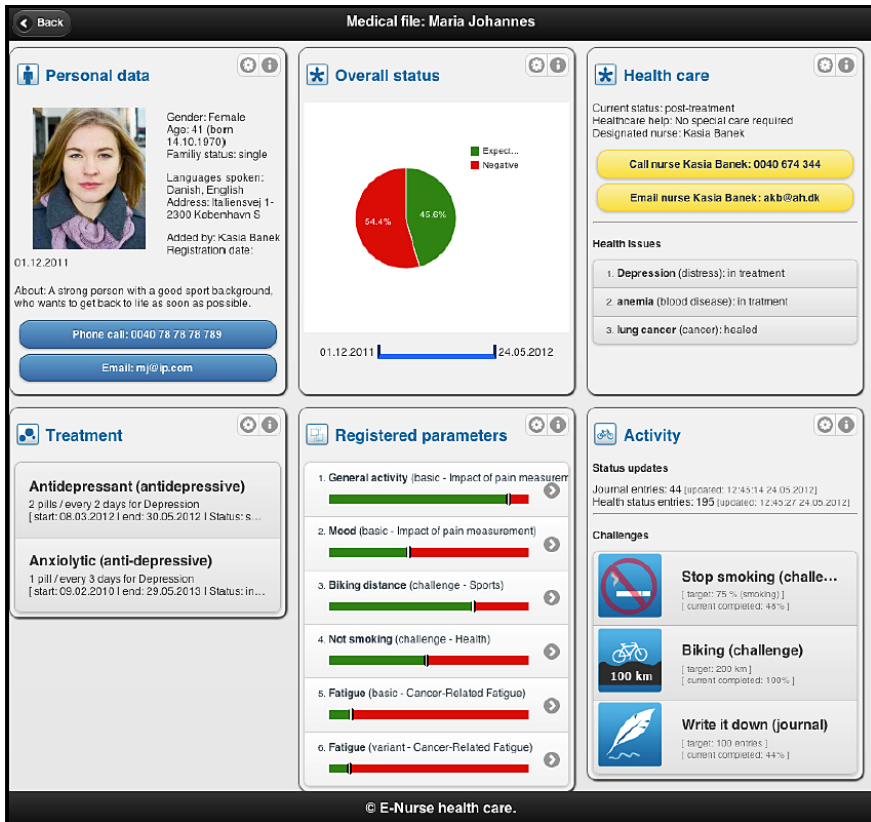 Back
Medical file: Maria Johannes
Personal data
Gender: Female
Age: 41 (born
14.10.1970)
Familiy status: single
Languages spoken:
Danish, English
Address: Italiensvej 1-
2300 København S
Added by: Kasia Banek
Registration date:
01.12.2011
About: A strong person with a good sport background,
who wants to get back to life as soon as possible.
Phone call: 0040 78 78 78 789
Email: mj@ip.com
Overall status
Expect...
Negative
54.4%
45.6%
01.12.2011
24.05.2012
Health care
Current status: post-treatment
Healthcare help: No special care required
Designated nurse: Kasia Banek
Call nurse Kasia Banek: 0040 674 344
Email nurse Kasia Banek: akb@ah.dk
Health Issues
1. Depression (distress): in treatment
2. anemia (blood disease): in tratment
3. lung cancer (cancer): healed
Treatment
Antidepressant (antidepressive)
2 pills / every 2 days for Depression
[ start: 08.03.2012 I end: 30.05.2012 I Status: s...
Anxiolytic (anti-depressive)
1 pill / every 3 days for Depression
[ start: 09.02.2010 I end: 29.05.2013 I Status: in...
Registered parameters
1. General activity (basic - Impact of pain measurem
2. Mood (basic - Impact of pain measurement)
3. Biking distance (challenge - Sports)
4. Not smoking (challenge - Health)
5. Fatigue (basic - Cancer-Related Fatigue)
6. Fatigue (variant - Cancer-Related Fatigue)
Activity
Status updates
Journal entries: 44 [updated: 12:45:14 24.05.2012]
Health status entries: 195 [updated: 12:45:27 24.05.2012]
Challenges
Stop smoking (challe...
[ target: 75 % (smoking) ]
[ current completed: 48% ]
100 km
Biking (challenge)
[ target: 200 km ]
[ current completed: 100% ]
Write it down (journal)
[ target: 100 entries ]
[ current completed: 44% ]
© E-Nurse health care.